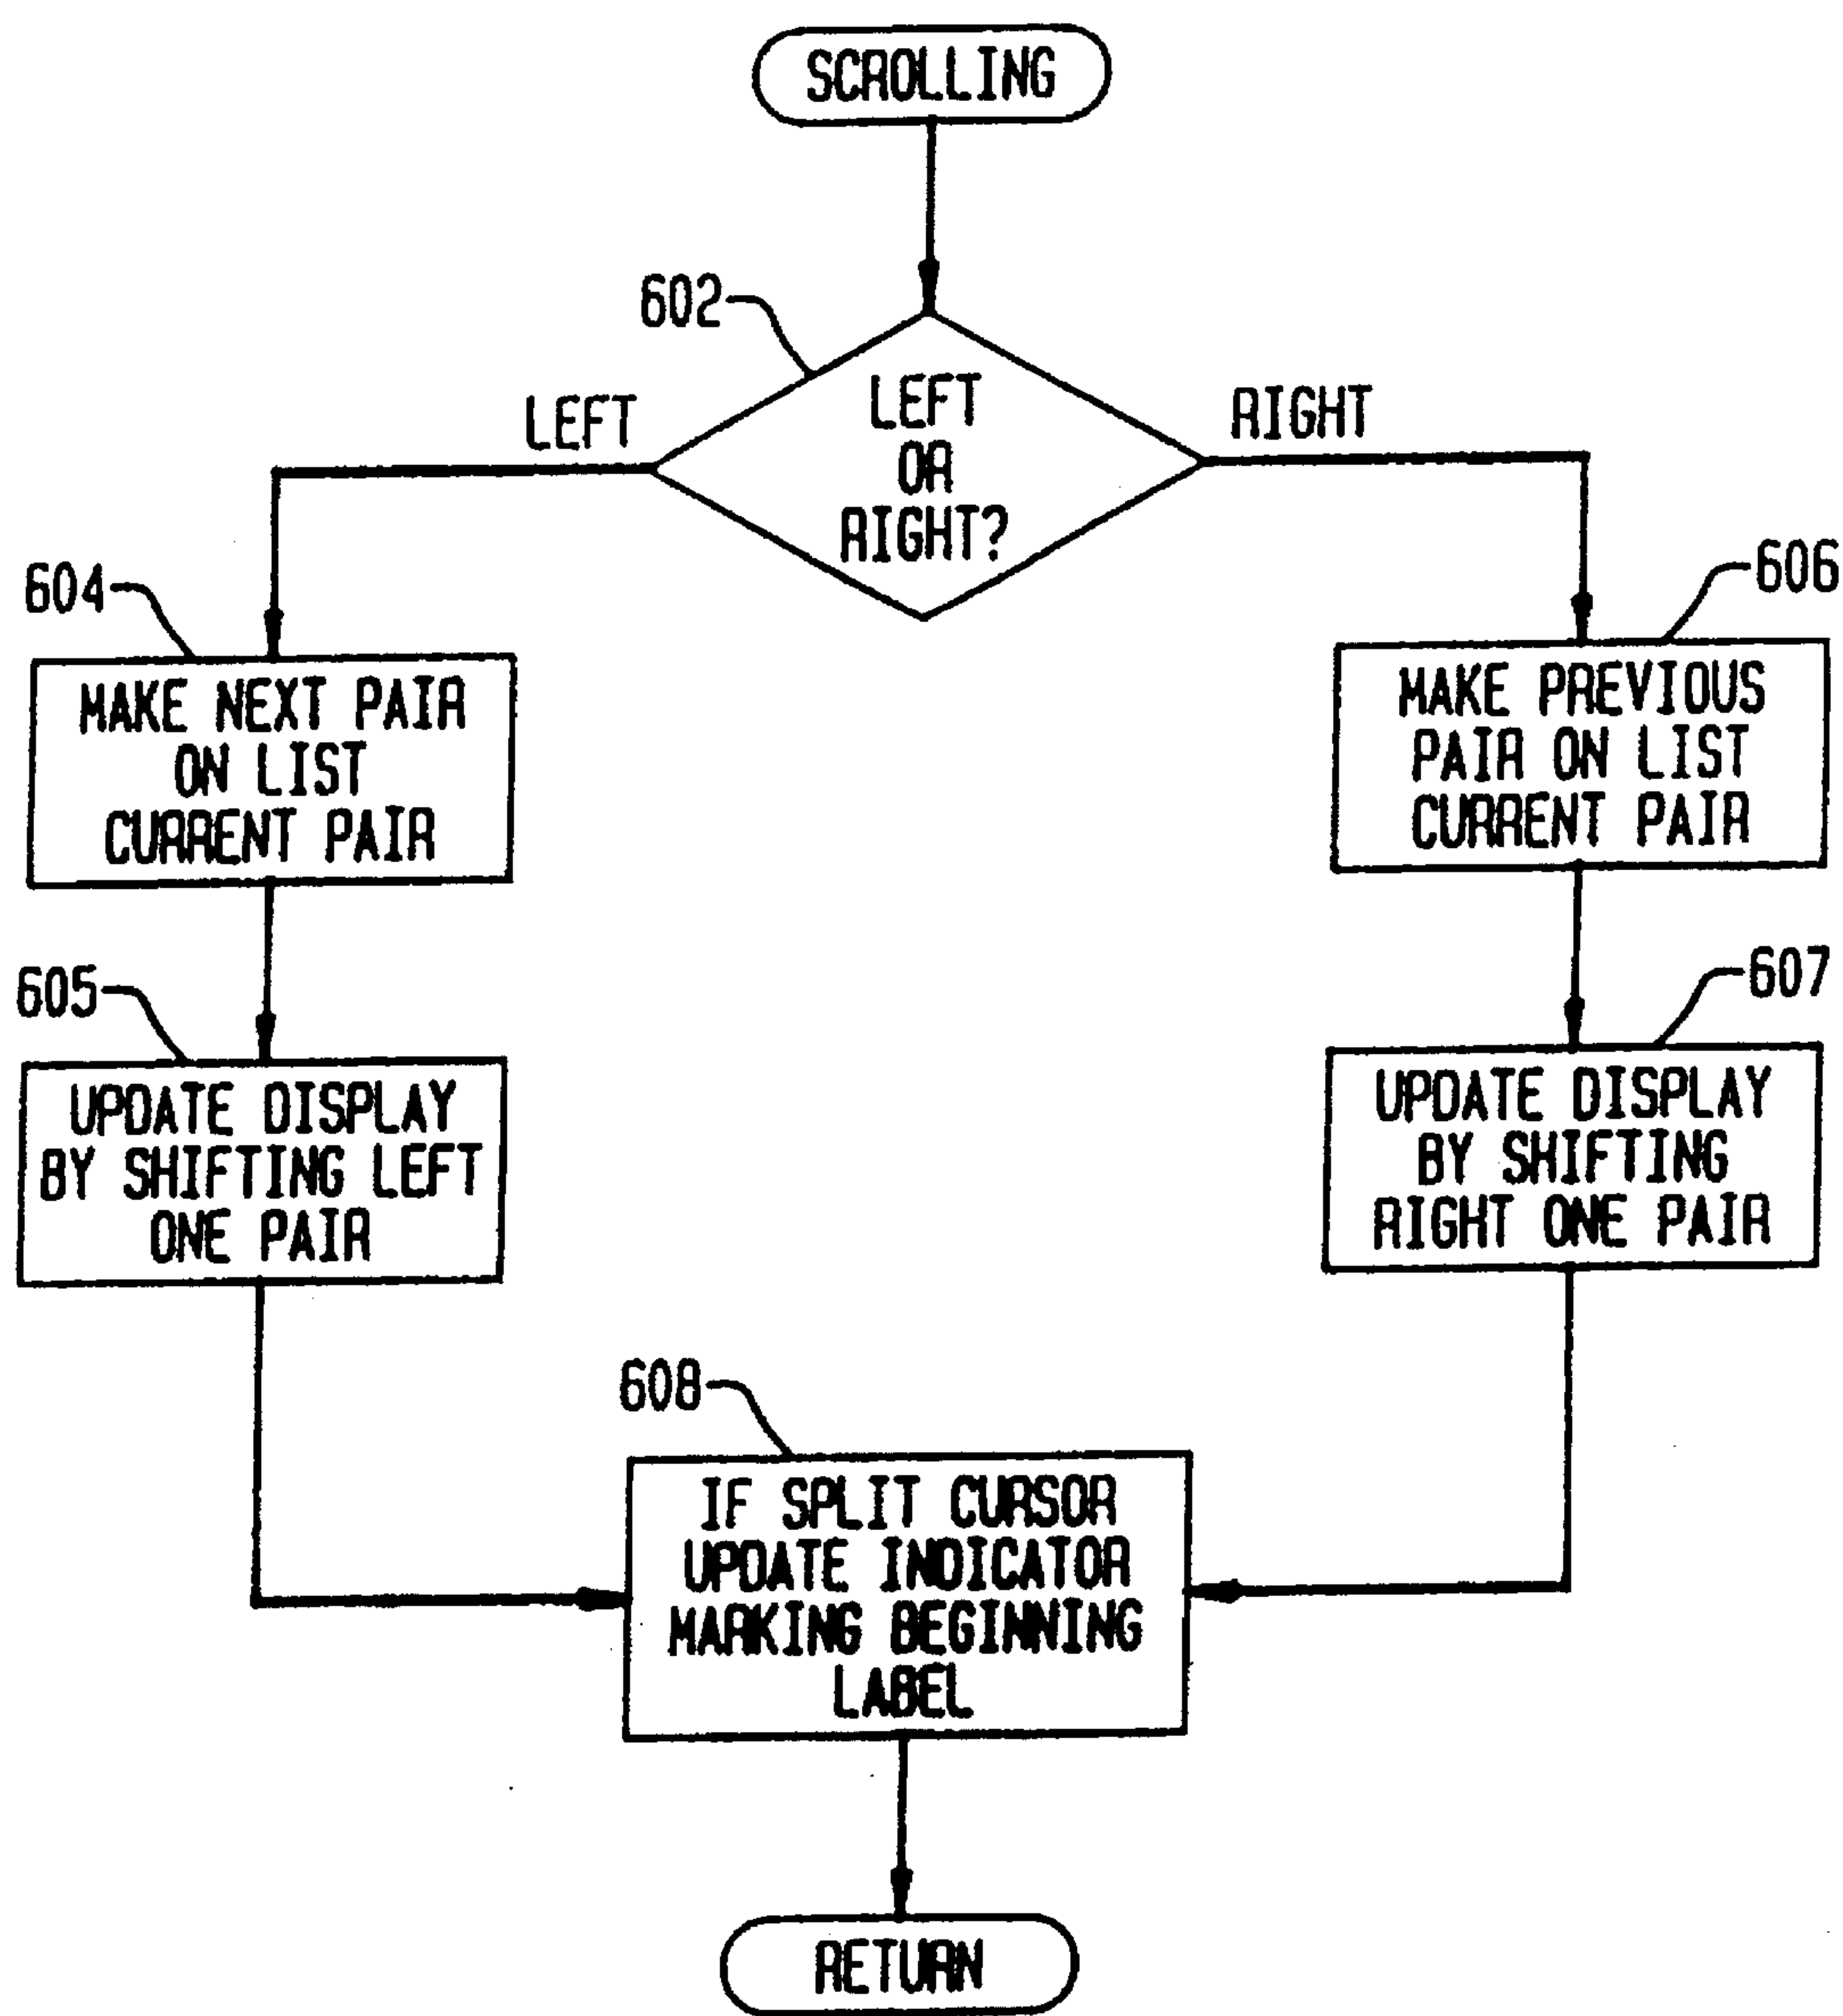 SCROLLING
602
LEFT
LEFT
OR
RIGHT?
RIGHT
604
MAKE NEXT PAIR
ON LIST
CURRENT PAIR
606
MAKE PREVIOUS
PAIR ON LIST
CURRENT PAIR
605
UPDATE DISPLAY
BY SHIFTING LEFT
ONE PAIR
607
UPDATE DISPLAY
BY SHIFTING
RIGHT ONE PAIR
608
IF SPLIT CURSOR
UPDATE INDICATOR
MARKING BEGINNING
LABEL
RETURN